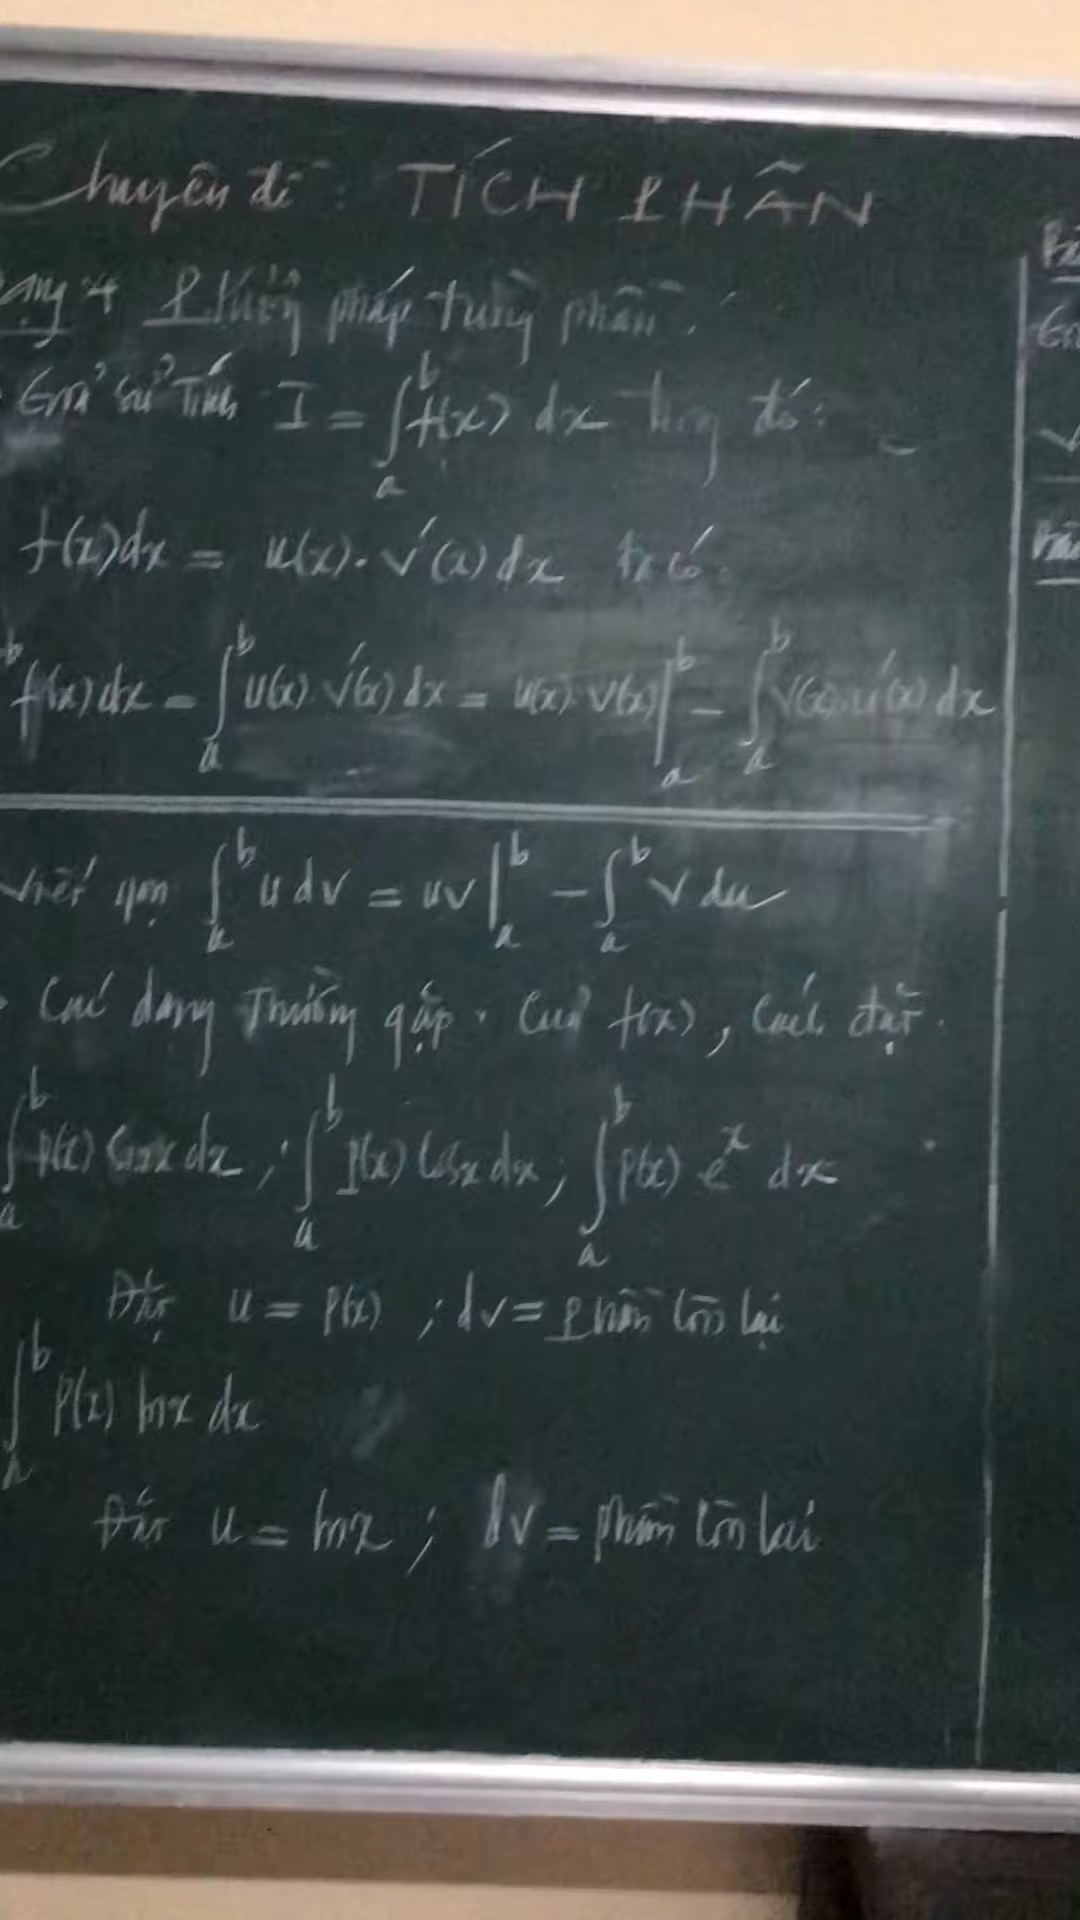 Chuyên đề: TÍCH PHÂN
Dạng 4 Phương pháp từng phần.
Giả sử Tính I = ∫_a^b f(x) dx trong đó:
f(x)dx = u(x).v'(x)dx ta có:
f(x)dx = ∫_a^b u(x).v'(x)dx = u(x).v(x)|_a^b - ∫_a^b v(x).u'(x)dx
Viết gọn ∫_a^b u dv = uv|_a^b - ∫_a^b v du
Các dạng Thường gặp. Của f(x), Cách đặt.
∫_a^b P(x) dx ; ∫_a^b P(x) Cosx dx ; ∫_a^b P(x) e^x dx
Đặt u = P(x) ; dv = Phần còn lại
∫_a^b P(x) lnx dx
Đặt u = lnx ; dv = phần còn lại